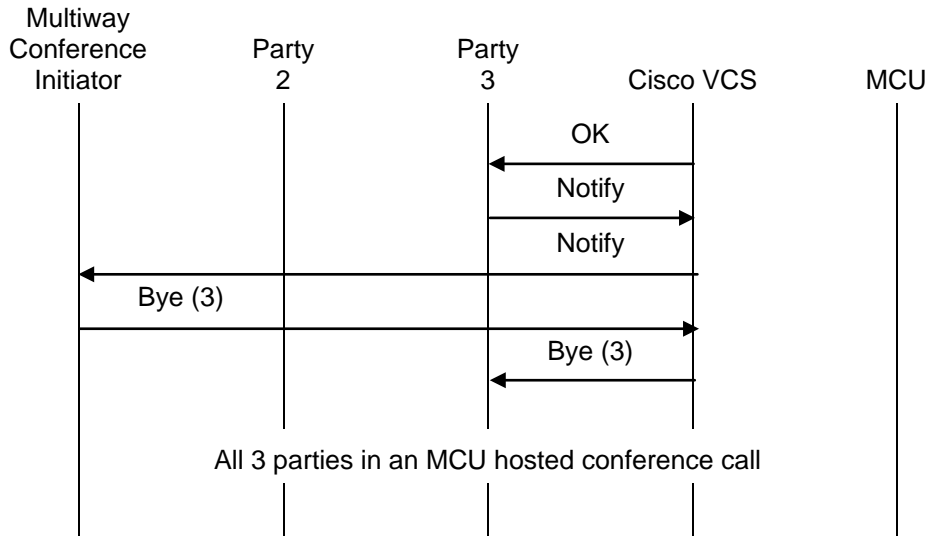 Multiway
Conference
Initiator
Party
2
Party
3
Cisco VCS
MCU
OK
Notify
Notify
Bye (3)
Bye (3)
All 3 parties in an MCU hosted conference call